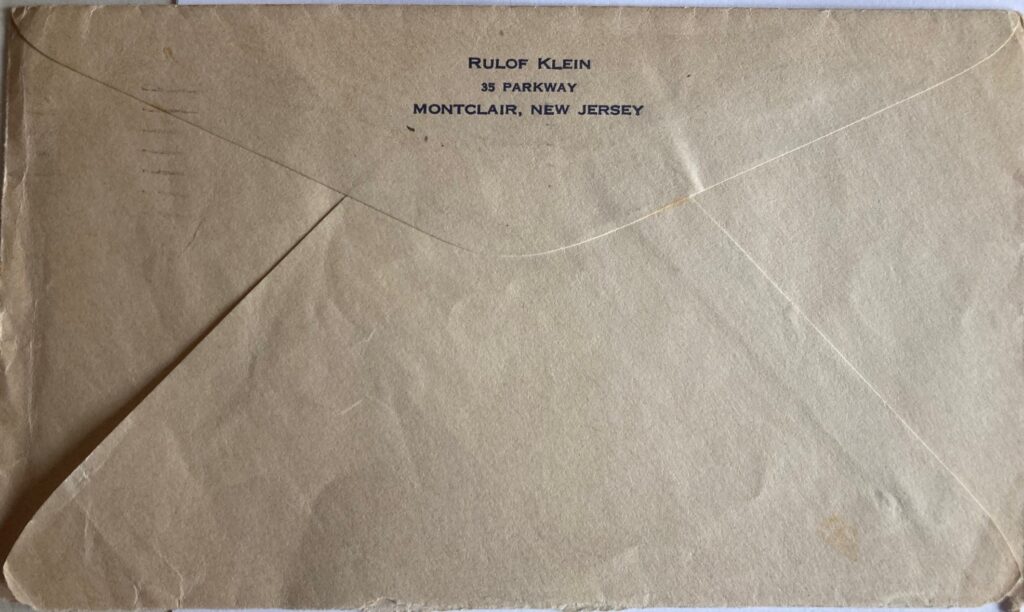 RULOF KLEIN
35 PARKWAY
MONTCLAIR, NEW JERSEY